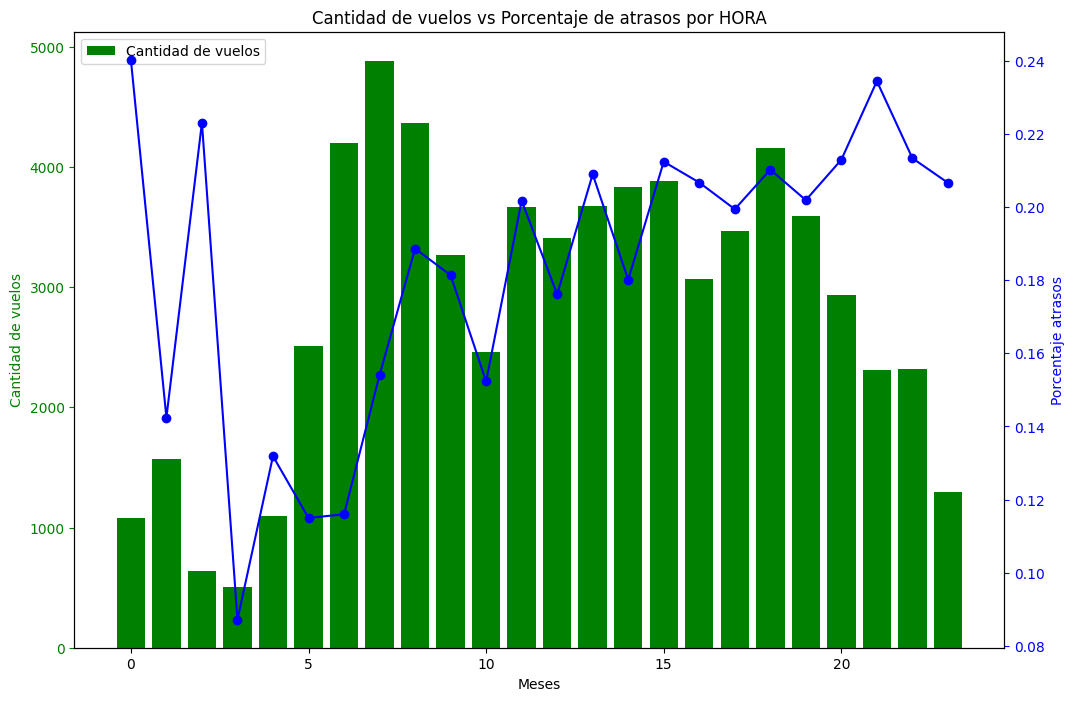 Cantidad de vuelos vs Porcentaje de atrasos por HORA
Cantidad de vuelos
5000
4000
3000
2000
1000
0
Cantidad de vuelos
0.24
0.22
0.20
0.18
0.16
0.14
0.12
0.10
0.08
Porcentaje atrasos
0 5 10 15 20
Meses